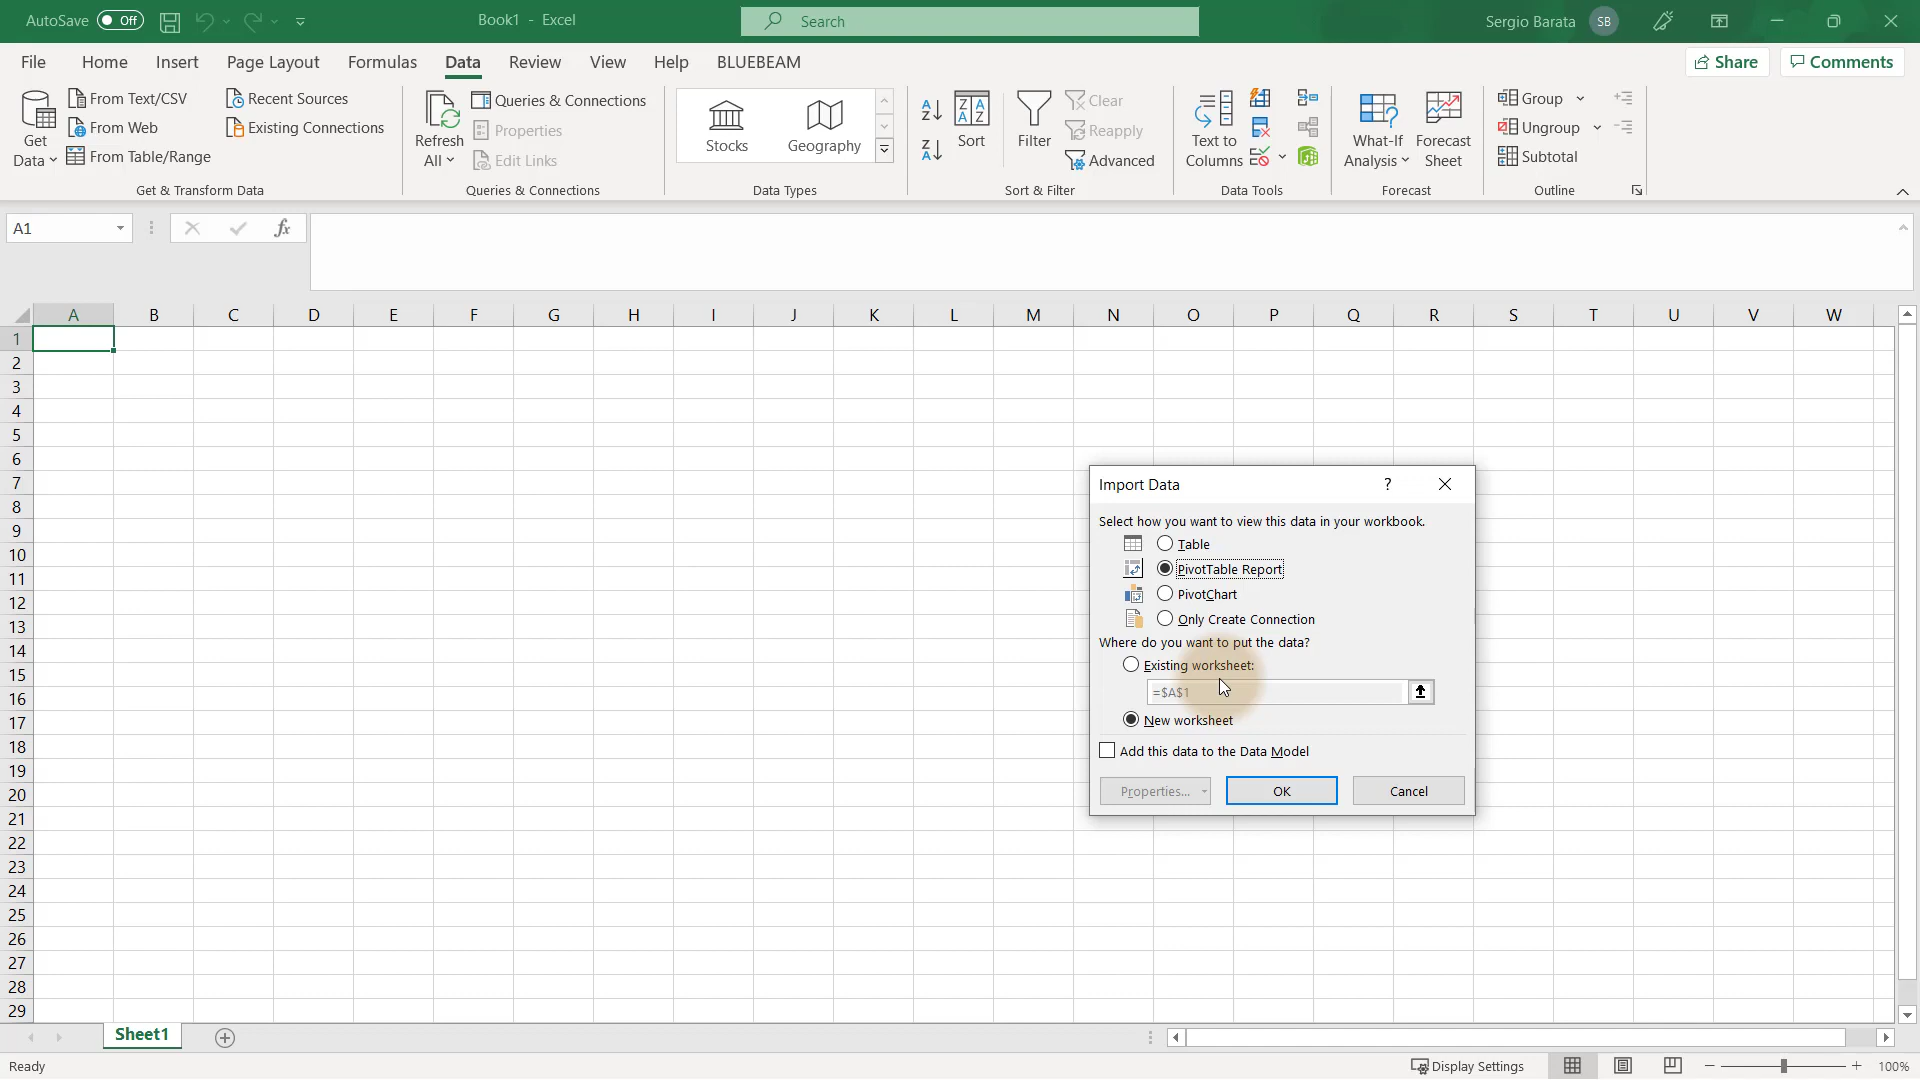 AutoSave Off Book1 - Excel Search Sergio Barata SB
File Home Insert Page Layout Formulas Data Review View Help BLUEBEAM Share Comments
Get Data
From Text/CSV
From Web
From Table/Range
Recent Sources
Existing Connections
Get & Transform Data
Refresh All
Queries & Connections
Properties
Edit Links
Queries & Connections
Stocks Geography
Data Types
Sort
Filter
Clear
Reapply
Advanced
Sort & Filter
Text to Columns
Data Tools
What-If Analysis
Forecast Sheet
Forecast
Group
Ungroup
Subtotal
Outline
A1 fx
A B C D E F G H I J K L M N O P Q R S T U V W
1
2
3
4
5
6
7
8
9
10
11
12
13
14
15
16
17
18
19
20
21
22
23
24
25
26
27
28
29
Import Data ?
Select how you want to view this data in your workbook.
Table
PivotTable Report
PivotChart
Only Create Connection
Where do you want to put the data?
Existing worksheet:
=$A$1
New worksheet
Add this data to the Data Model
Properties... OK Cancel
Sheet1
Ready Display Settings 100%